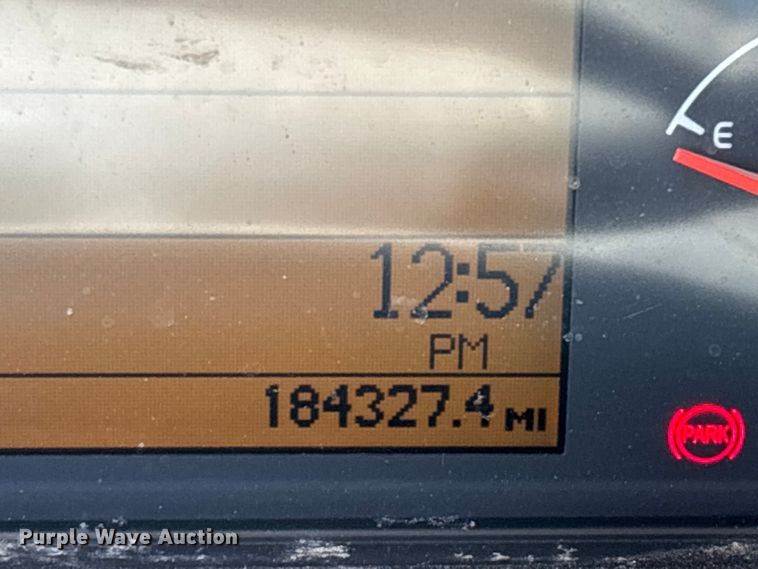 E
12:57
PM
184327.4 MI
PARK
Purple Wave Auction